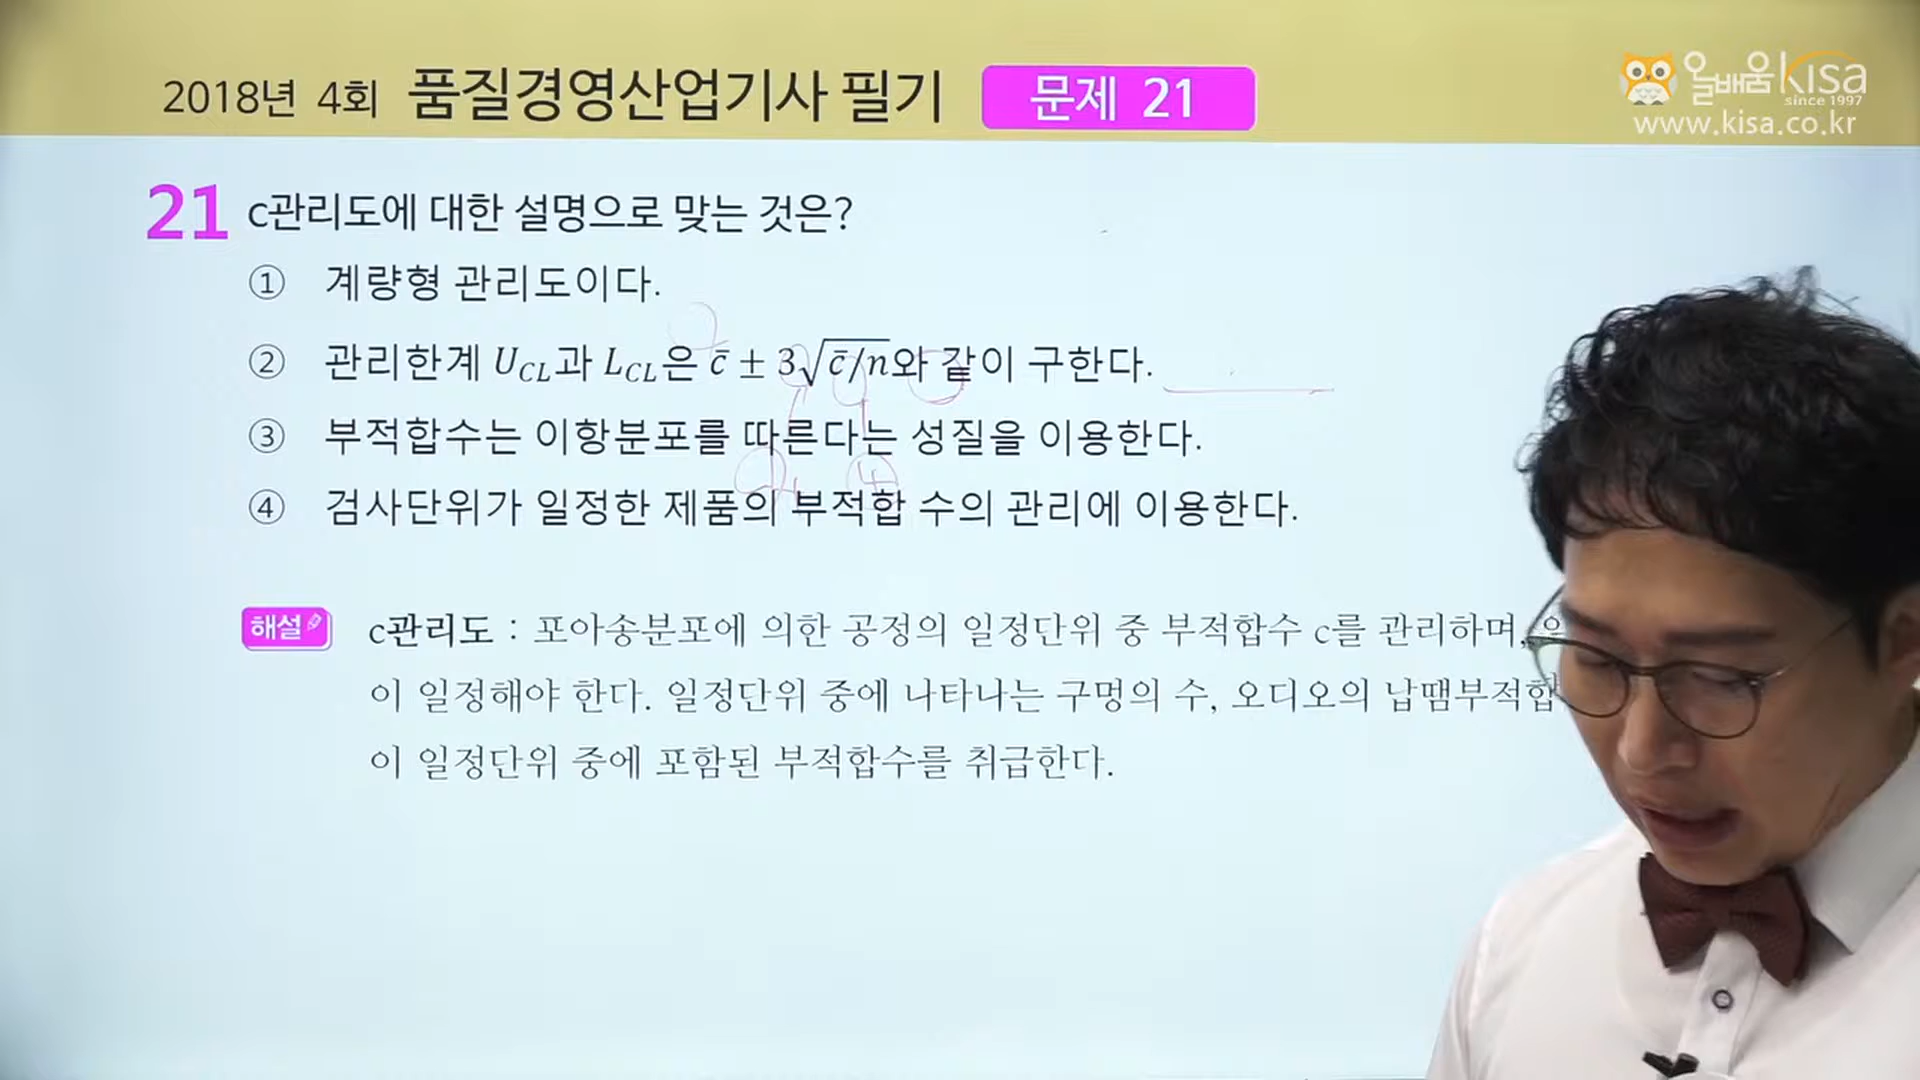 2018년 4회 품질경영산업기사 필기 문제 21
올배움 kisa
since 1997
www.kisa.co.kr
21 c관리도에 대한 설명으로 맞는 것은?
① 계량형 관리도이다.
② 관리한계 U_CL과 L_CL은 c̄ ± 3√(c̄/n)와 같이 구한다.
③ 부적합수는 이항분포를 따른다는 성질을 이용한다.
④ 검사단위가 일정한 제품의 부적합 수의 관리에 이용한다.
해설 c관리도 : 포아송분포에 의한 공정의 일정단위 중 부적합수 c를 관리하며,
이 일정해야 한다. 일정단위 중에 나타나는 구멍의 수, 오디오의 납땜부적합
이 일정단위 중에 포함된 부적합수를 취급한다.